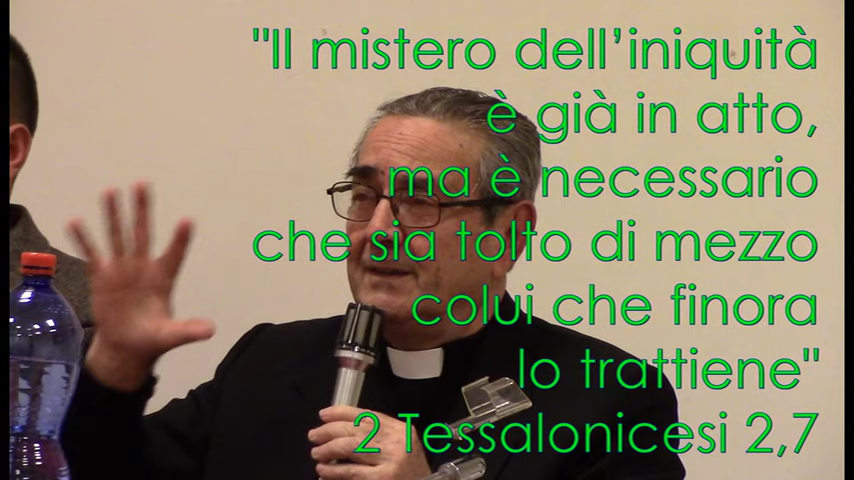 "Il mistero dell’iniquità
è già in atto,
ma è necessario
che sia tolto di mezzo
colui che finora
lo trattiene"
2 Tessalonicesi 2,7